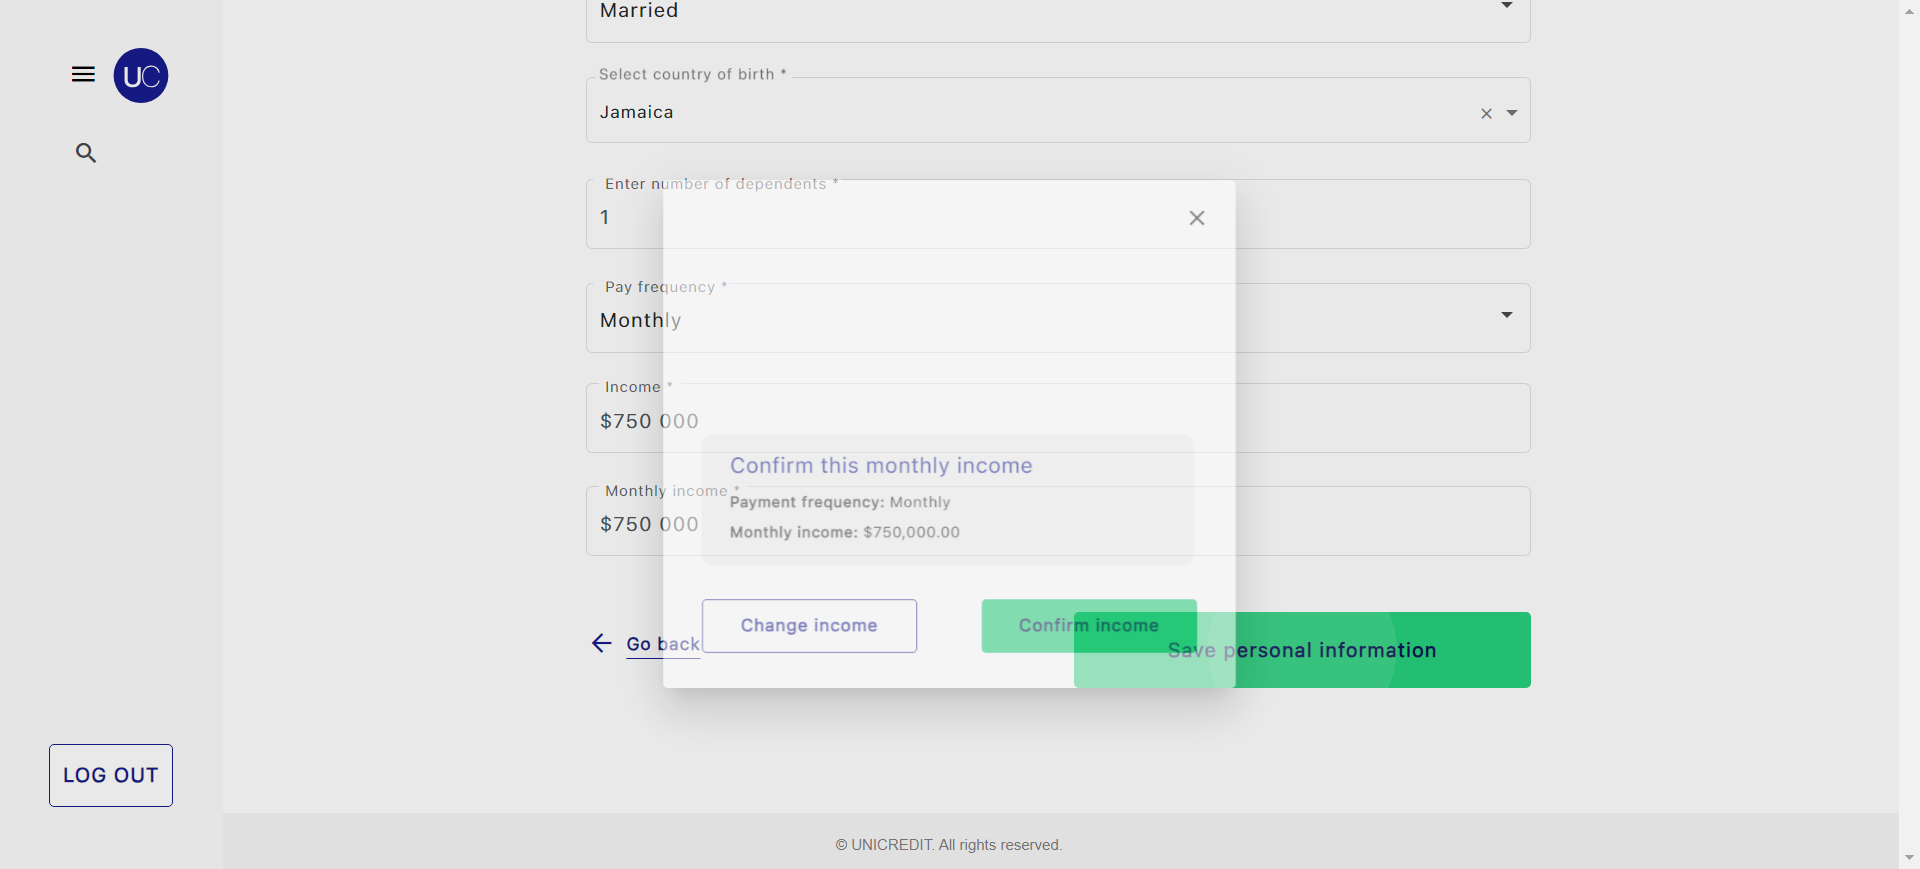 Married
UC
Select country of birth *
Jamaica
Enter number of dependents *
1
Pay frequency *
Monthly
Income *
$750 000
Confirm this monthly income
Monthly income *
Payment frequency: Monthly
$750 000
Monthly income: $750,000.00
Change income
Confirm income
Go back
Save personal information
LOG OUT
© UNICREDIT. All rights reserved.